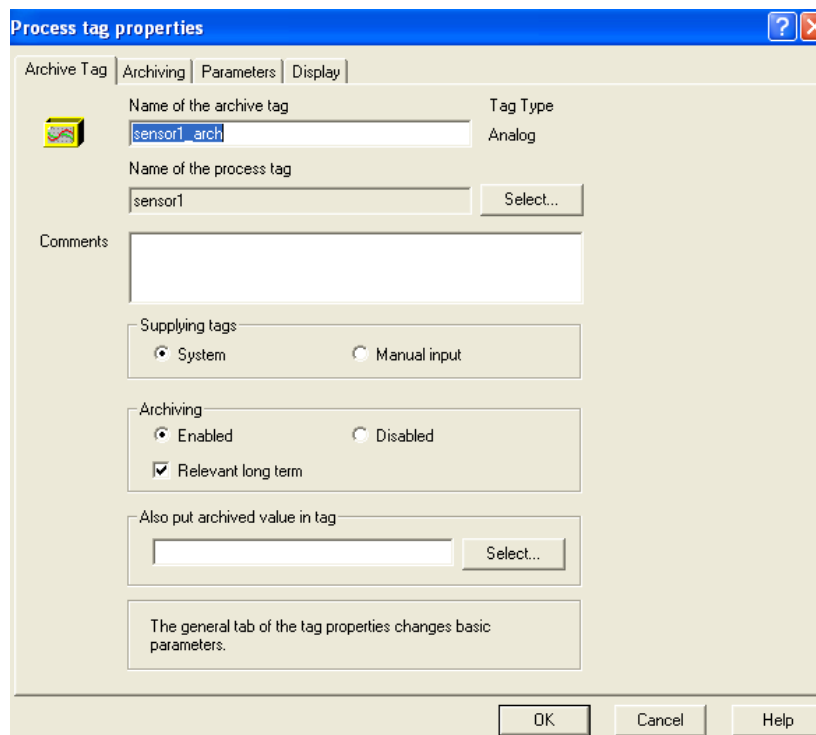 Process tag properties
Archive Tag Archiving Parameters Display
Name of the archive tag Tag Type
sensor1_arch Analog
Name of the process tag
sensor1 Select...
Comments
Supplying tags
System Manual input
Archiving
Enabled Disabled
Relevant long term
Also put archived value in tag
Select...
The general tab of the tag properties changes basic
parameters.
OK Cancel Help